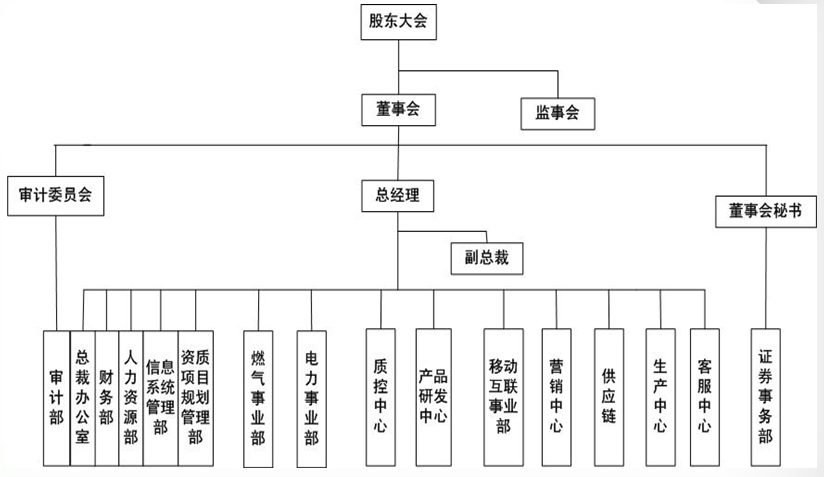 股东大会
董事会
监事会
审计委员会
总经理
董事会秘书
副总裁
审计部
总裁办公室
财务部
人力资源部
信息系统管理部
资质项目规划管理部
燃气事业部
电力事业部
质控中心
产品研发中心
移动互联事业部
营销中心
供应链
生产中心
客服中心
证券事务部